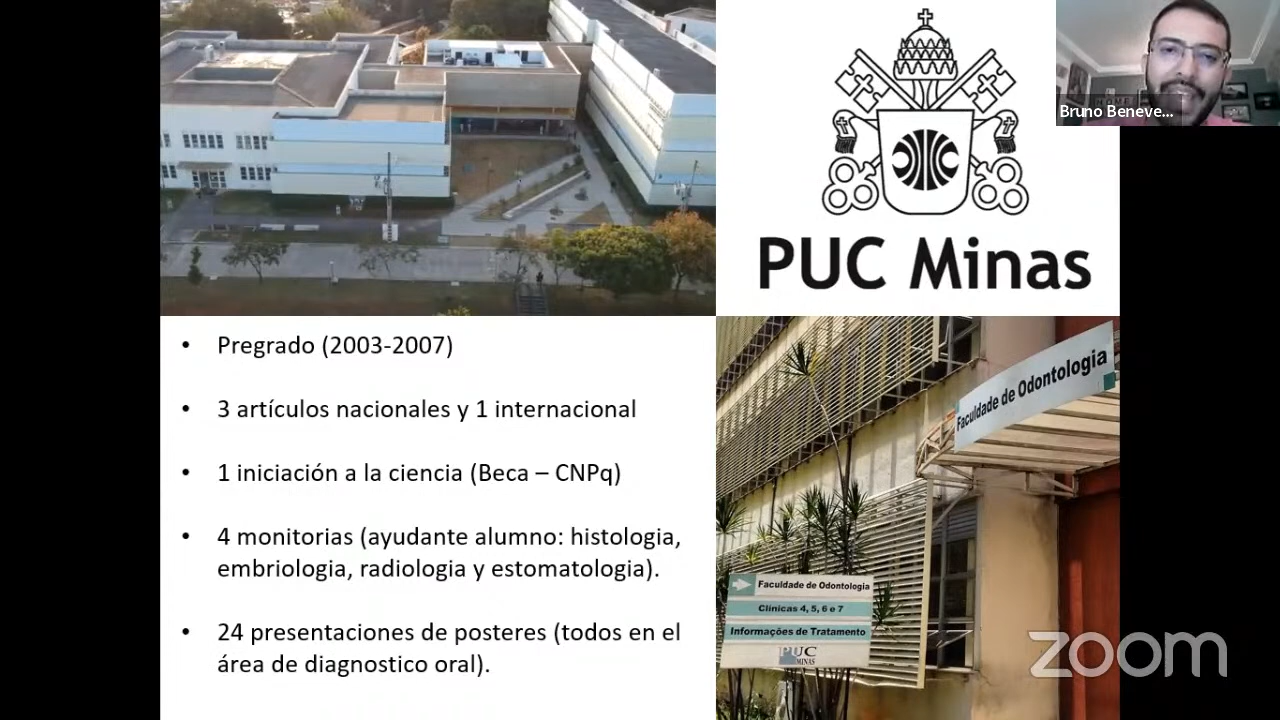 Bruno Beneve...
PUC Minas
• Pregrado (2003-2007)
• 3 artículos nacionales y 1 internacional
• 1 iniciación a la ciencia (Beca – CNPq)
• 4 monitorias (ayudante alumno: histologia,
embriologia, radiologia y estomatologia).
• 24 presentaciones de posteres (todos en el
área de diagnostico oral).
Faculdade de Odontologia
Faculdade de Odontologia
Clínicas 4, 5, 6 e 7
Informações de Tratamento
PUC
MINAS
zoom